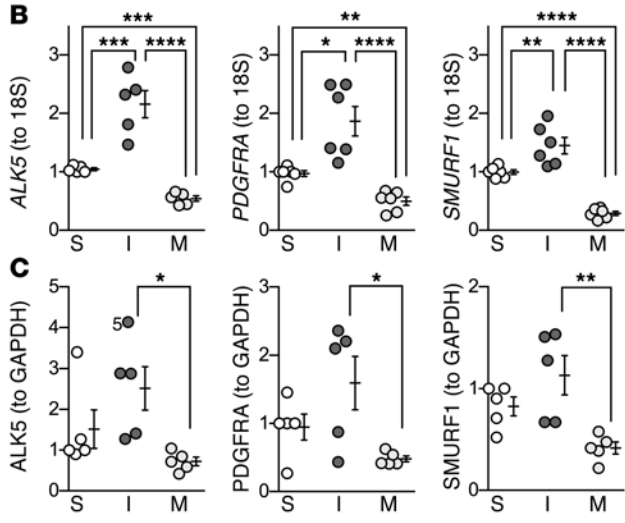 B
*** ** ****
*** **** * **** ** ****
ALK5 (to 18S)
3
2
1
0
S I M
PDGFRA (to 18S)
3
2
1
0
S I M
SMURF1 (to 18S)
3
2
1
0
S I M
C
* * **
ALK5 (to GAPDH)
5
4
3
2
1
0
5
S I M
PDGFRA (to GAPDH)
3
2
1
0
S I M
SMURF1 (to GAPDH)
2
1
0
S I M